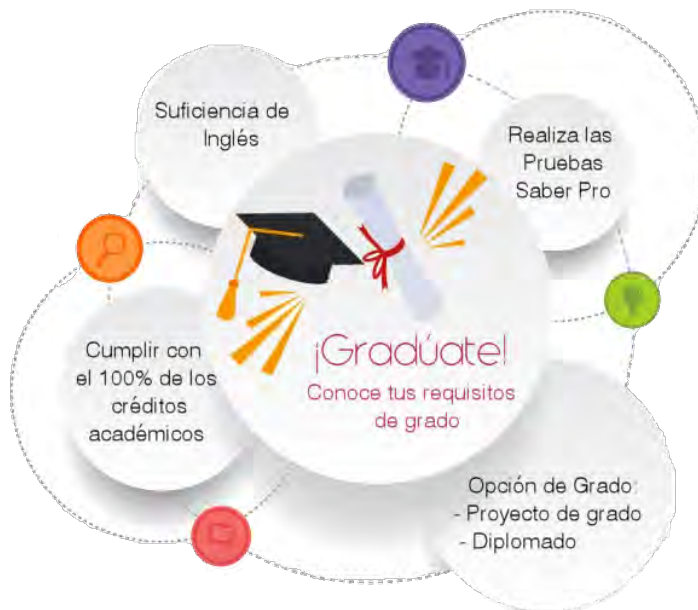 Suficiencia de
Inglés
Realiza las
Pruebas
Saber Pro
¡Gradúate!
Conoce tus requisitos
de grado
Cumplir con
el 100% de los
créditos
académicos
Opción de Grado:
- Proyecto de grado
- Diplomado